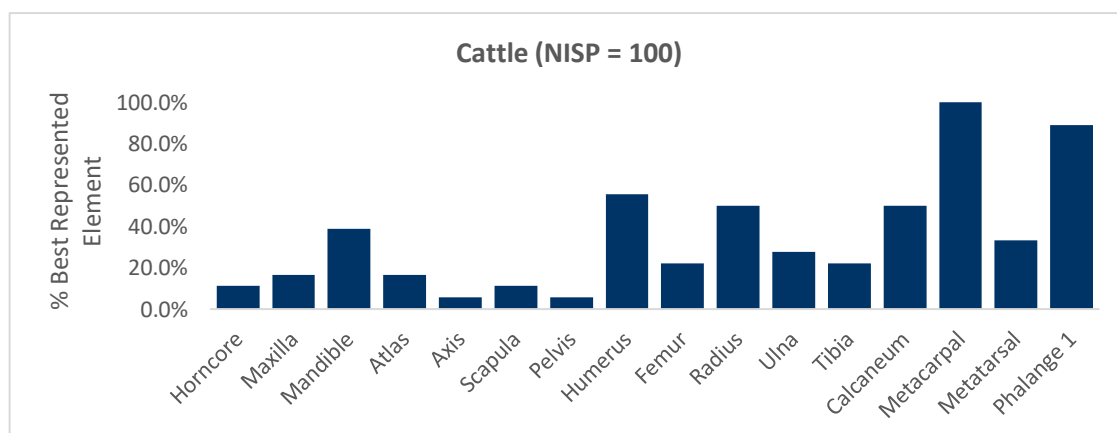 Cattle (NISP = 100)
% Best Represented
Element
100.0%
80.0%
60.0%
40.0%
20.0%
0.0%
Horncore
Maxilla
Mandible
Atlas
Axis
Scapula
Pelvis
Humerus
Femur
Radius
Ulna
Tibia
Calcaneum
Metacarpal
Metatarsal
Phalange 1